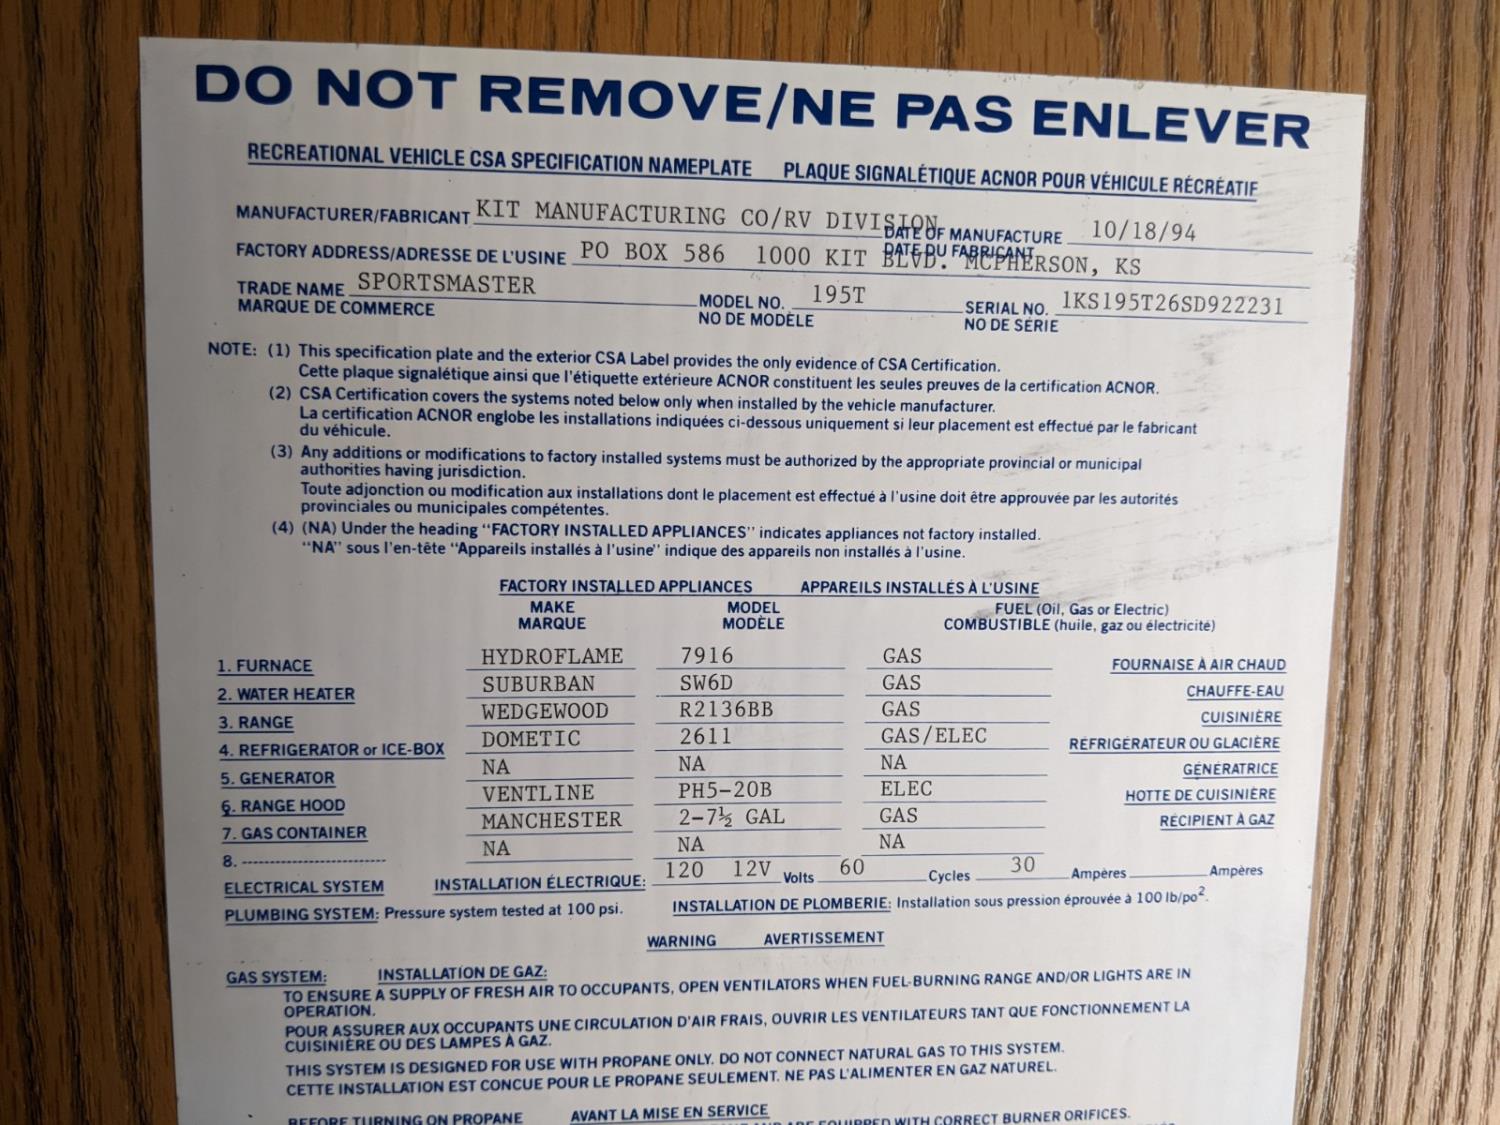 DO NOT REMOVE/NE PAS ENLEVER
RECREATIONAL VEHICLE CSA SPECIFICATION NAMEPLATE PLAQUE SIGNALÉTIQUE ACNOR POUR VÉHICULE RÉCRÉATIF
MANUFACTURER/FABRICANT KIT MANUFACTURING CO/RV DIVISION DATE OF MANUFACTURE 10/18/94
DATE DU FABRICANT
FACTORY ADDRESS/ADRESSE DE L'USINE PO BOX 586 1000 KIT BLVD. MCPHERSON, KS
TRADE NAME SPORTSMASTER MODEL NO. 195T SERIAL NO. 1KS195T26SD922231
MARQUE DE COMMERCE NO DE MODÈLE NO DE SÉRIE
NOTE: (1) This specification plate and the exterior CSA Label provides the only evidence of CSA Certification.
Cette plaque signalétique ainsi que l'étiquette extérieure ACNOR constituent les seules preuves de la certification ACNOR.
(2) CSA Certification covers the systems noted below only when installed by the vehicle manufacturer.
La certification ACNOR englobe les installations indiquées ci-dessous uniquement si leur placement est effectué par le fabricant
du véhicule.
(3) Any additions or modifications to factory installed systems must be authorized by the appropriate provincial or municipal
authorities having jurisdiction.
Toute adjonction ou modification aux installations dont le placement est effectué à l'usine doit être approuvée par les autorités
provinciales ou municipales compétentes.
(4) (NA) Under the heading "FACTORY INSTALLED APPLIANCES" indicates appliances not factory installed.
"NA" sous l'en-tête "Appareils installés à l'usine" indique des appareils non installés à l'usine.
FACTORY INSTALLED APPLIANCES APPAREILS INSTALLÉS À L'USINE
MAKE MODEL FUEL (Oil, Gas or Electric)
MARQUE MODÈLE COMBUSTIBLE (huile, gaz ou électricité)
1. FURNACE HYDROFLAME 7916 GAS FOURNAISE À AIR CHAUD
2. WATER HEATER SUBURBAN SW6D GAS CHAUFFE-EAU
3. RANGE WEDGEWOOD R2136BB GAS CUISINIÈRE
4. REFRIGERATOR or ICE-BOX DOMETIC 2611 GAS/ELEC RÉFRIGÉRATEUR OU GLACIÈRE
5. GENERATOR NA NA NA GÉNÉRATRICE
6. RANGE HOOD VENTLINE PH5-20B ELEC HOTTE DE CUISINIÈRE
7. GAS CONTAINER MANCHESTER 2-7½ GAL GAS RÉCIPIENT À GAZ
8. -------------------------- NA NA NA
ELECTRICAL SYSTEM INSTALLATION ÉLECTRIQUE: 120 12V Volts 60 Cycles 30 Ampères Ampères
PLUMBING SYSTEM: Pressure system tested at 100 psi. INSTALLATION DE PLOMBERIE: Installation sous pression éprouvée à 100 lb/po².
WARNING AVERTISSEMENT
GAS SYSTEM: INSTALLATION DE GAZ:
TO ENSURE A SUPPLY OF FRESH AIR TO OCCUPANTS, OPEN VENTILATORS WHEN FUEL-BURNING RANGE AND/OR LIGHTS ARE IN
OPERATION.
POUR ASSURER AUX OCCUPANTS UNE CIRCULATION D'AIR FRAIS, OUVRIR LES VENTILATEURS TANT QUE FONCTIONNEMENT LA
CUISINIÈRE OU DES LAMPES À GAZ.
THIS SYSTEM IS DESIGNED FOR USE WITH PROPANE ONLY. DO NOT CONNECT NATURAL GAS TO THIS SYSTEM.
CETTE INSTALLATION EST CONCUE POUR LE PROPANE SEULEMENT. NE PAS L'ALIMENTER EN GAZ NATUREL.
BEFORE TURNING ON PROPANE AVANT LA MISE EN SERVICE
AND ARE EQUIPPED WITH CORRECT BURNER ORIFICES.